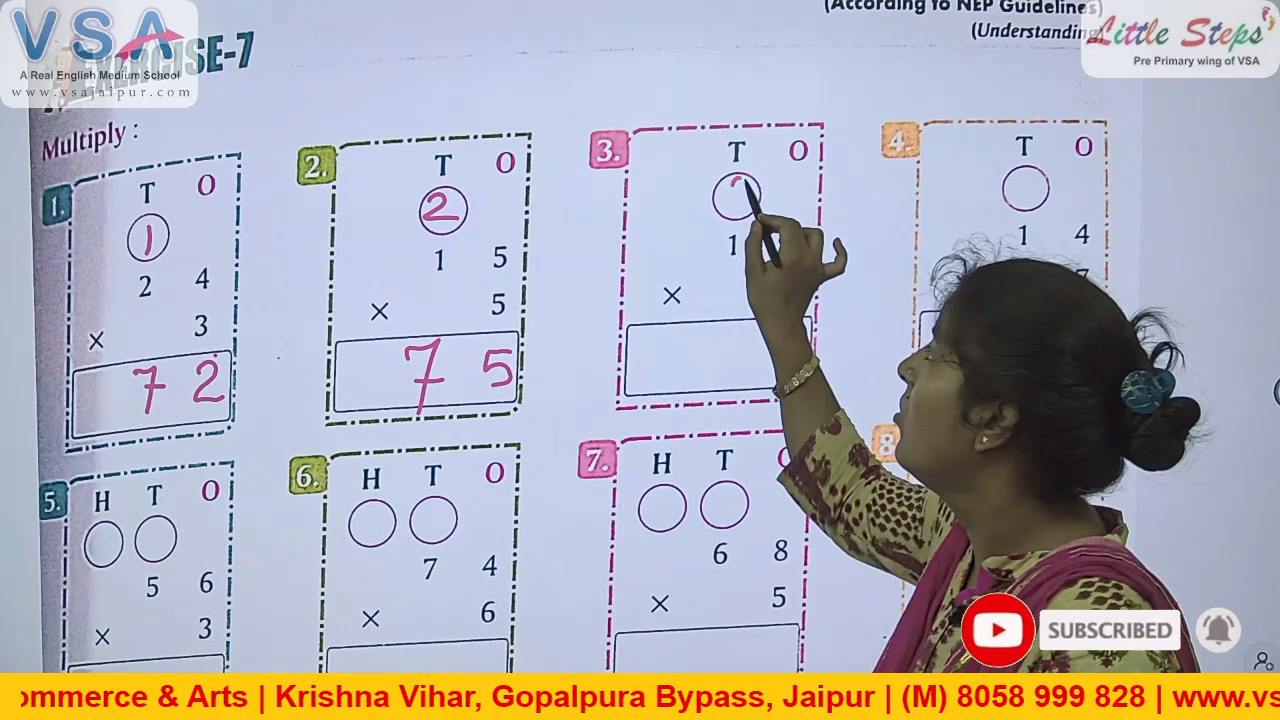 VSA
A Real English Medium School
www.vsajaipur.com
EXERCISE-7
(According to NEP Guidelines)
(Understanding)
Little Steps
Pre Primary wing of VSA
Multiply :
1.
T O
1
2 4
× 3
7 2
2.
T O
2
1 5
× 5
7 5
3.
T O
1
×
4.
T O
1 4
5.
H T O
5 6
× 3
6.
H T O
7 4
× 6
7.
H T
6 8
× 5
8
SUBSCRIBED
ommerce & Arts | Krishna Vihar, Gopalpura Bypass, Jaipur | (M) 8058 999 828 | www.vs